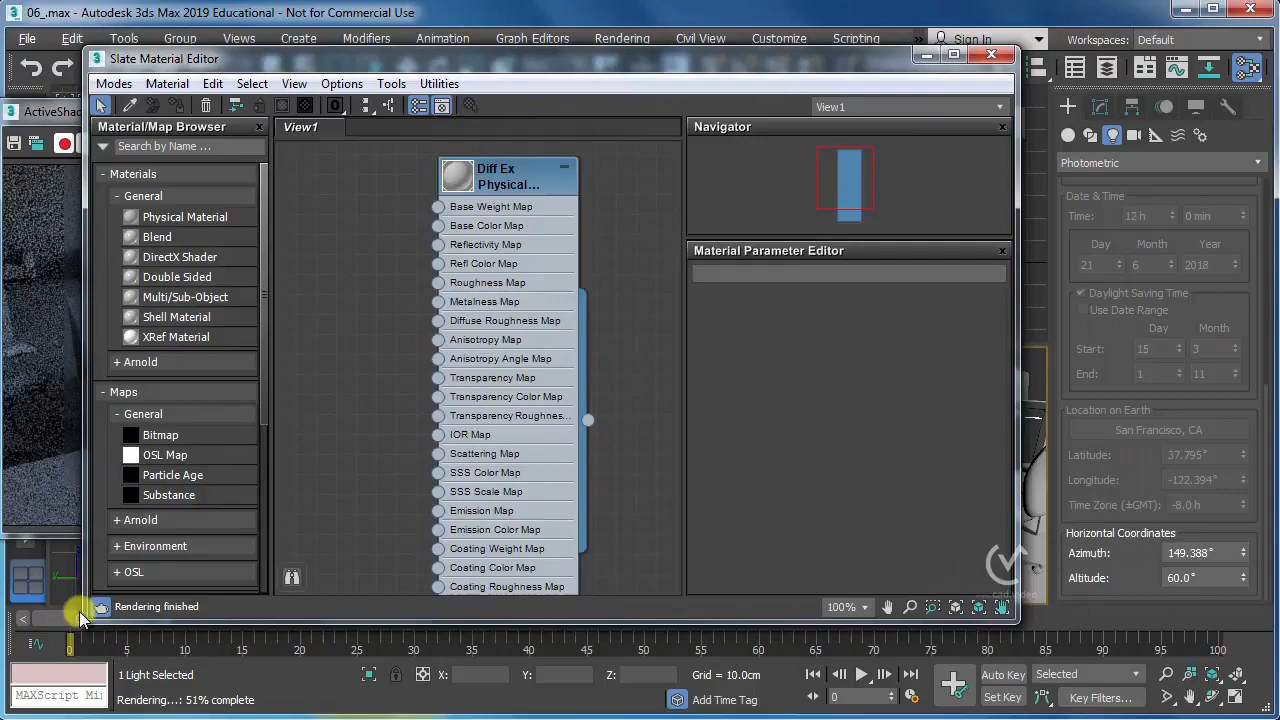 06_.max - Autodesk 3ds Max 2019 Educational - Not for Commercial Use
File Edit Tools Group Views Create Modifiers Animation Graph Editors Rendering Civil View Customize Scripting » Sign In Workspaces: Default
Slate Material Editor
Modes Material Edit Select View Options Tools Utilities
View1
ActiveShad
Material/Map Browser
Search by Name ...
- Materials
- General
Physical Material
Blend
DirectX Shader
Double Sided
Multi/Sub-Object
Shell Material
XRef Material
+ Arnold
- Maps
- General
Bitmap
OSL Map
Particle Age
Substance
+ Arnold
+ Environment
+ OSL
View1
Diff Ex
Physical...
Base Weight Map
Base Color Map
Reflectivity Map
Refl Color Map
Roughness Map
Metalness Map
Diffuse Roughness Map
Anisotropy Map
Anisotropy Angle Map
Transparency Map
Transparency Color Map
Transparency Roughnes...
IOR Map
Scattering Map
SSS Color Map
SSS Scale Map
Emission Map
Emission Color Map
Coating Weight Map
Coating Color Map
Coating Roughness Map
Navigator
Material Parameter Editor
Rendering finished
100%
Photometric
Date & Time
Time: 12 h 0 min
Day Month Year
21 6 2018
Daylight Saving Time
Use Date Range
Day Month
Start: 15 3
End: 1 11
Location on Earth
San Francisco, CA
Latitude: 37.795°
Longitude: -122.394°
Time Zone (±GMT): -8.0 h
Horizontal Coordinates
Azimuth: 149.388°
Altitude: 60.0°
0 5 10 15 20 25 30 35 40 45 50 55 60 65 70 75 80 85 90 95 100
1 Light Selected
X: Y: Z: Grid = 10.0cm
Auto Key Selected
MAXScript Mi
Rendering...: 51% complete
Add Time Tag
0
Set Key Key Filters...